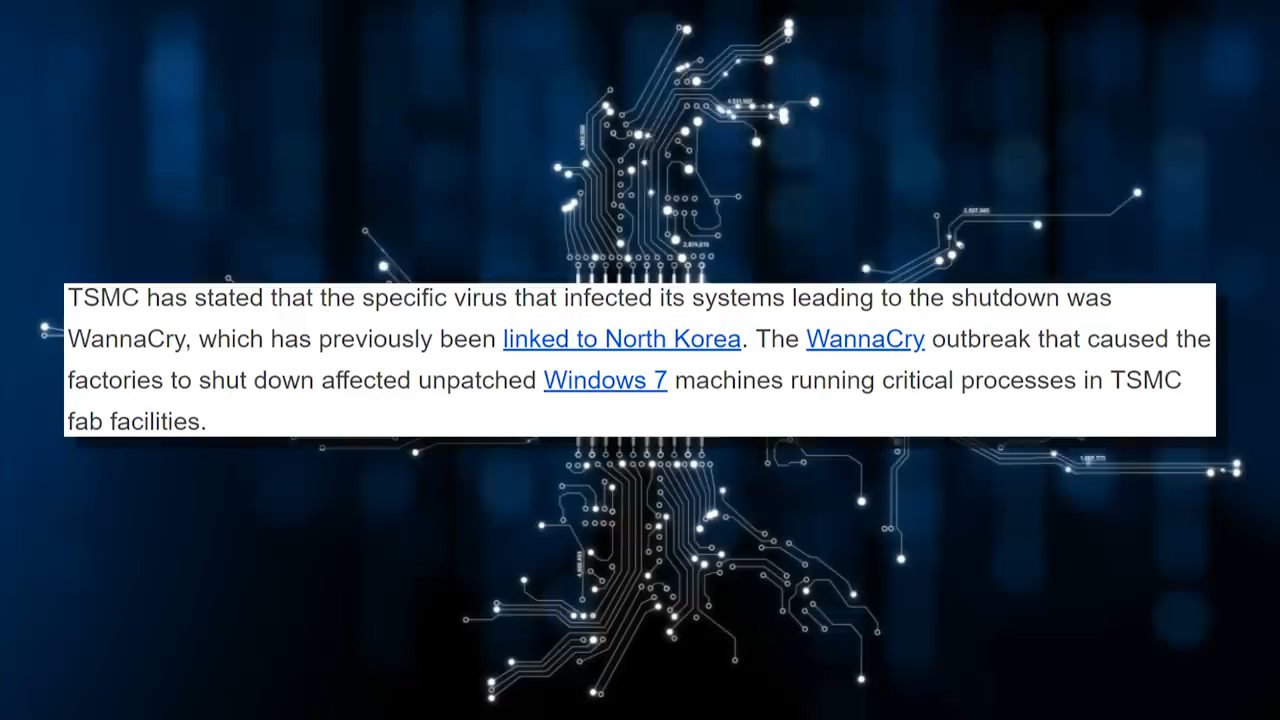 TSMC has stated that the specific virus that infected its systems leading to the shutdown was
WannaCry, which has previously been linked to North Korea. The WannaCry outbreak that caused the
factories to shut down affected unpatched Windows 7 machines running critical processes in TSMC
fab facilities.